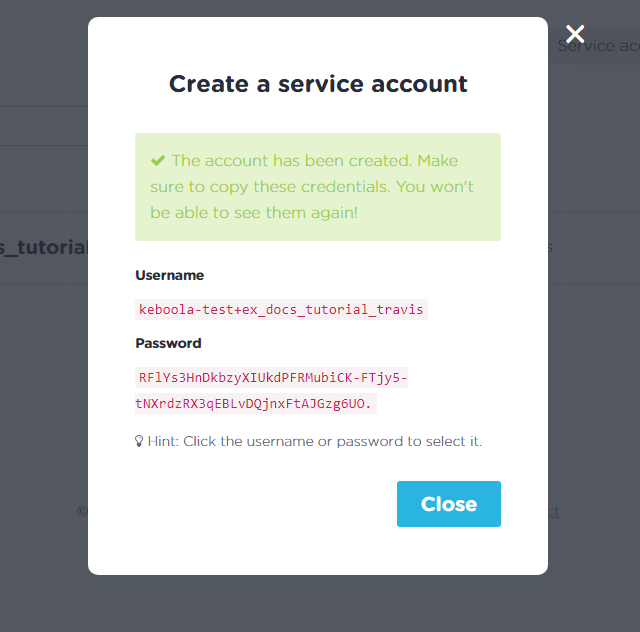 Service acc
Create a service account
The account has been created. Make
sure to copy these credentials. You won't
be able to see them again!
s_tutorial
s
Username
keboola-test+ex_docs_tutorial_travis
Password
RFlYs3HnDkbzyXIUkdPFRMubiCK-FTjy5-
tNXrdzRX3qEBLvDQjnxFtAJGzg6UO.
Hint: Click the username or password to select it.
Close
©
ct